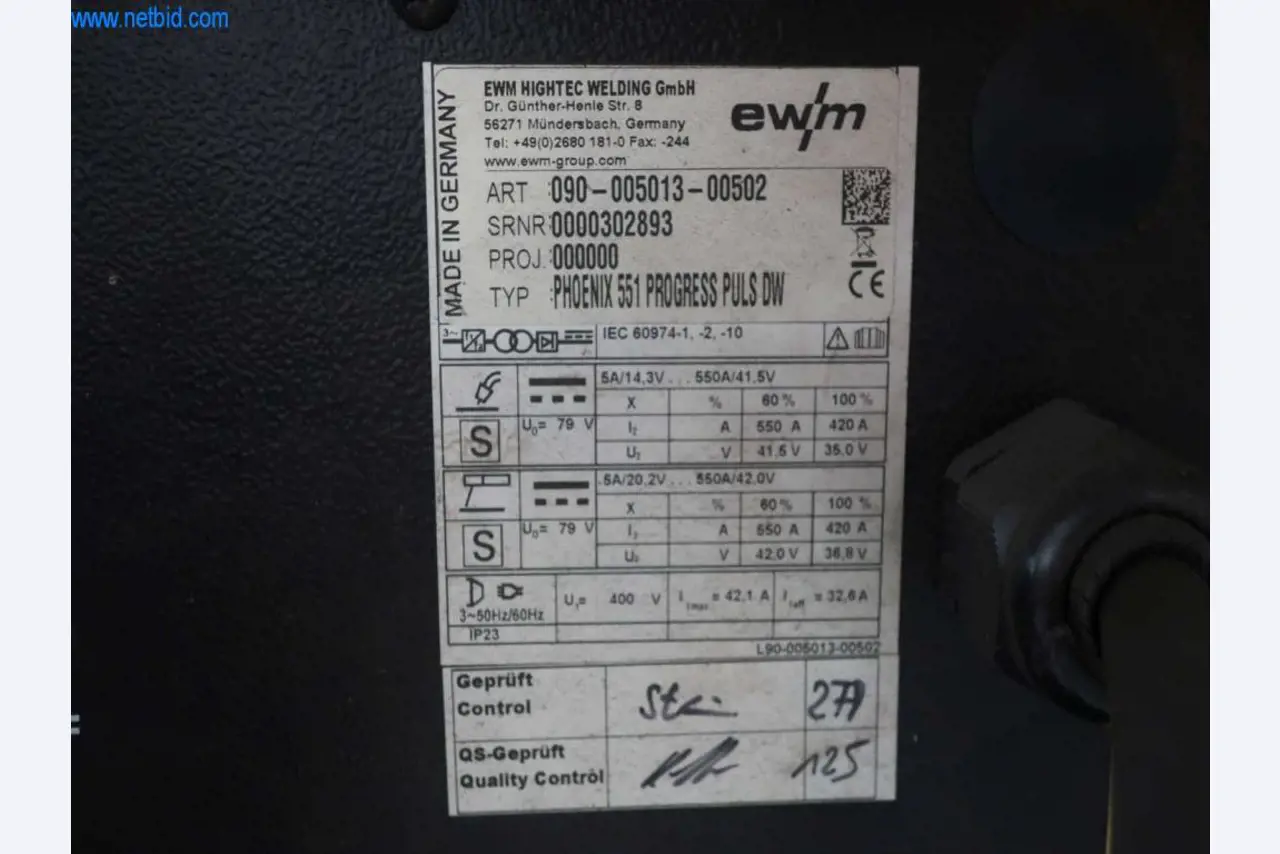 www.netbid.com
MADE IN GERMANY
EWM HIGHTEC WELDING GmbH
Dr. Günther-Henle Str. 8
56271 Mündersbach, Germany
Tel: +49(0)2680 181-0 Fax: -244
www.ewm-group.com
ewm
ART :090-005013-00502
SRNR:0000302893
PROJ.:000000
TYP :PHOENIX 551 PROGRESS PULS DW
CE
3~ f1 f2 IEC 60974-1, -2, -10
5A/14,3V... 550A/41.5V
X % 60 % 100 %
S U0= 79 V I2 A 550 A 420 A
U2 V 41,5 V 35.0 V
5A/20,2V... 550A/42.0V
X % 60 % 100 %
S U0= 79 V I2 A 550 A 420 A
U2 V 42.0 V 36,8 V
3~50Hz/60Hz U1= 400 V I1max = 42,1 A I1eff = 32,6 A
IP23
L90-005013-00502
Geprüft
Control 277
QS-Geprüft
Quality Control 125